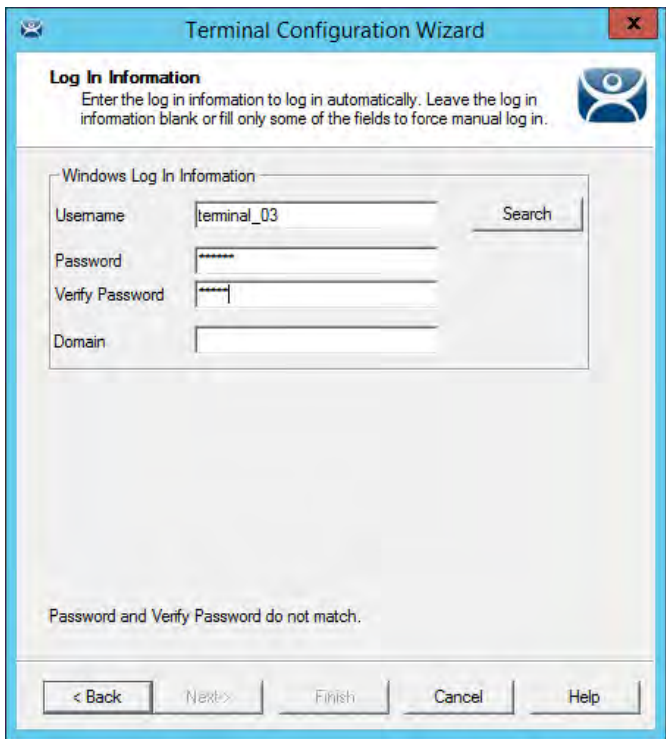 Terminal Configuration Wizard
x
Log In Information
Enter the log in information to log in automatically. Leave the log in
information blank or fill only some of the fields to force manual log in.
Windows Log In Information
Username terminal_03 Search
Password ******
Verify Password *****
Domain
Password and Verify Password do not match.
< Back Next > Finish Cancel Help